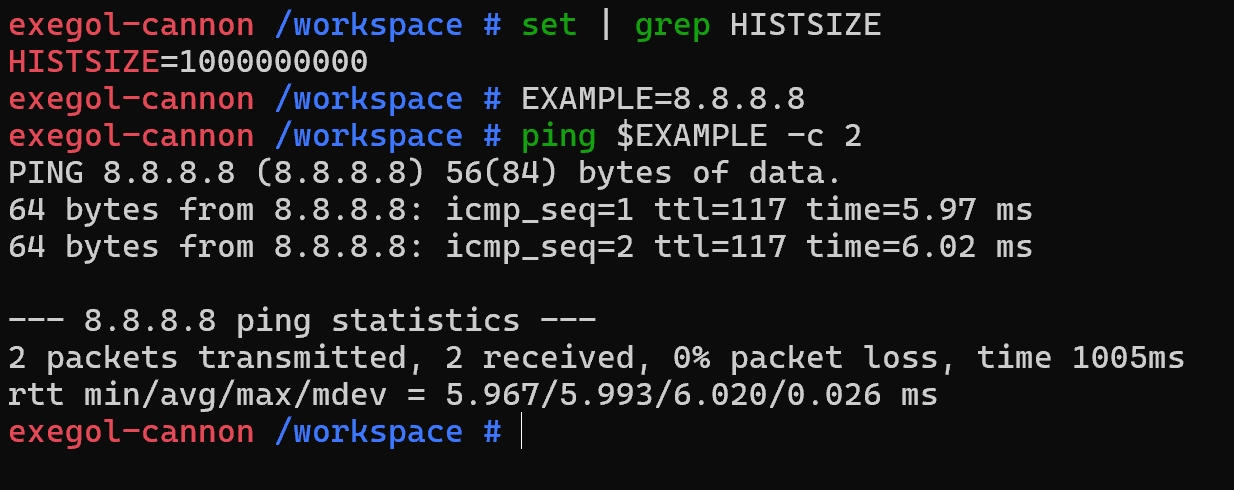 exegol-cannon /workspace # set | grep HISTSIZE
HISTSIZE=1000000000
exegol-cannon /workspace # EXAMPLE=8.8.8.8
exegol-cannon /workspace # ping $EXAMPLE -c 2
PING 8.8.8.8 (8.8.8.8) 56(84) bytes of data.
64 bytes from 8.8.8.8: icmp_seq=1 ttl=117 time=5.97 ms
64 bytes from 8.8.8.8: icmp_seq=2 ttl=117 time=6.02 ms

--- 8.8.8.8 ping statistics ---
2 packets transmitted, 2 received, 0% packet loss, time 1005ms
rtt min/avg/max/mdev = 5.967/5.993/6.020/0.026 ms
exegol-cannon /workspace #